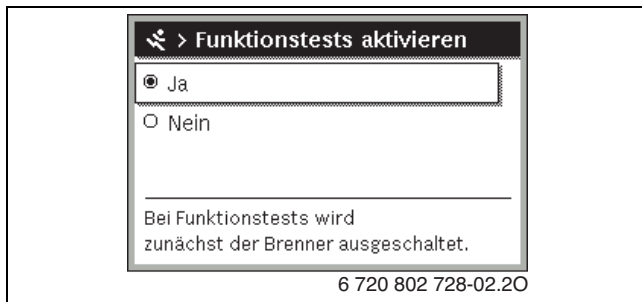 > Funktionstests aktivieren
Ja
Nein
Bei Funktionstests wird
zunächst der Brenner ausgeschaltet.
6 720 802 728-02.2O